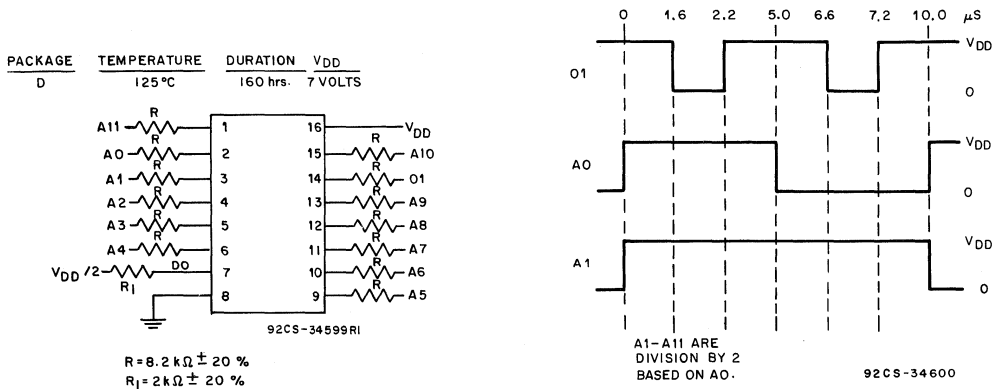 PACKAGE TEMPERATURE DURATION VDD
D 125°C 160 hrs. 7 VOLTS
A11 R 1 16 VDD
A0 R 2 15 R A10
A1 R 3 14 R O1
A2 R 4 13 R A9
A3 R 5 12 R A8
A4 R 6 11 R A7
VDD/2 R1 DO 7 10 R A6
8 9 R A5
92CS-34599R1
R=8.2kΩ ± 20 %
R1=2kΩ ± 20 %
0 1.6 2.2 5.0 6.6 7.2 10.0 µS
VDD
O1
0
VDD
A0
0
VDD
A1
0
A1-A11 ARE
DIVISION BY 2
BASED ON A0.
92CS-34600